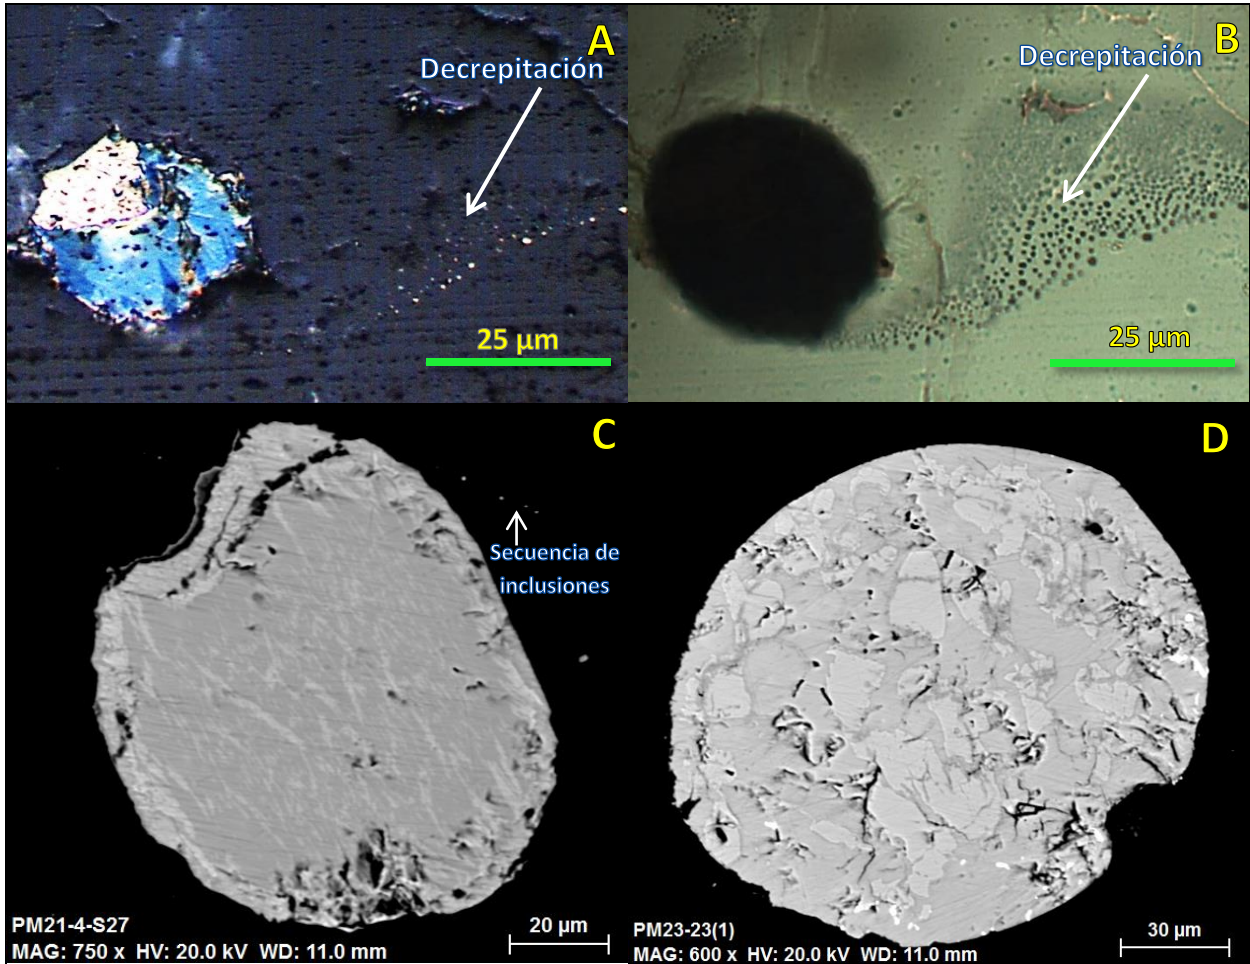 A
Decrepitación
25 µm
B
Decrepitación
25 µm
C
Secuencia de
inclusiones
PM21-4-S27
MAG: 750 x HV: 20.0 kV WD: 11.0 mm
20 µm
D
PM23-23(1)
MAG: 600 x HV: 20.0 kV WD: 11.0 mm
30 µm